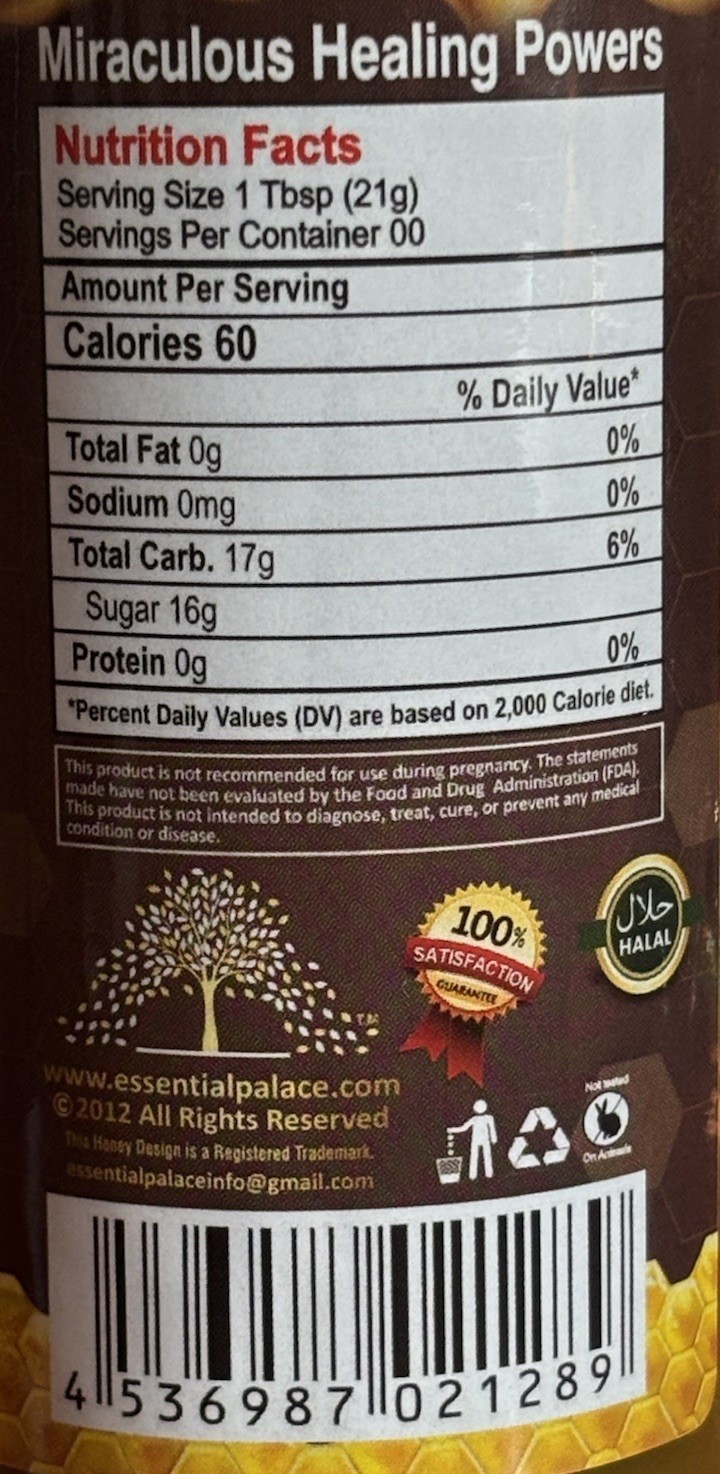 Miraculous Healing Powers
Nutrition Facts
Serving Size 1 Tbsp (21g)
Servings Per Container 00
Amount Per Serving
Calories 60
% Daily Value*
Total Fat 0g 0%
Sodium 0mg 0%
Total Carb. 17g 6%
Sugar 16g
Protein 0g 0%
*Percent Daily Values (DV) are based on 2,000 Calorie diet.
This product is not recommended for use during pregnancy. The statements
made have not been evaluated by the Food and Drug Administration (FDA).
This product is not intended to diagnose, treat, cure, or prevent any medical
condition or disease.
TM
100%
SATISFACTION
GUARANTEE
حلال
HALAL
www.essentialpalace.com
©2012 All Rights Reserved
This Honey Design is a Registered Trademark.
essentialpalaceinfo@gmail.com
Not tested
On Animals
4 536987 021289